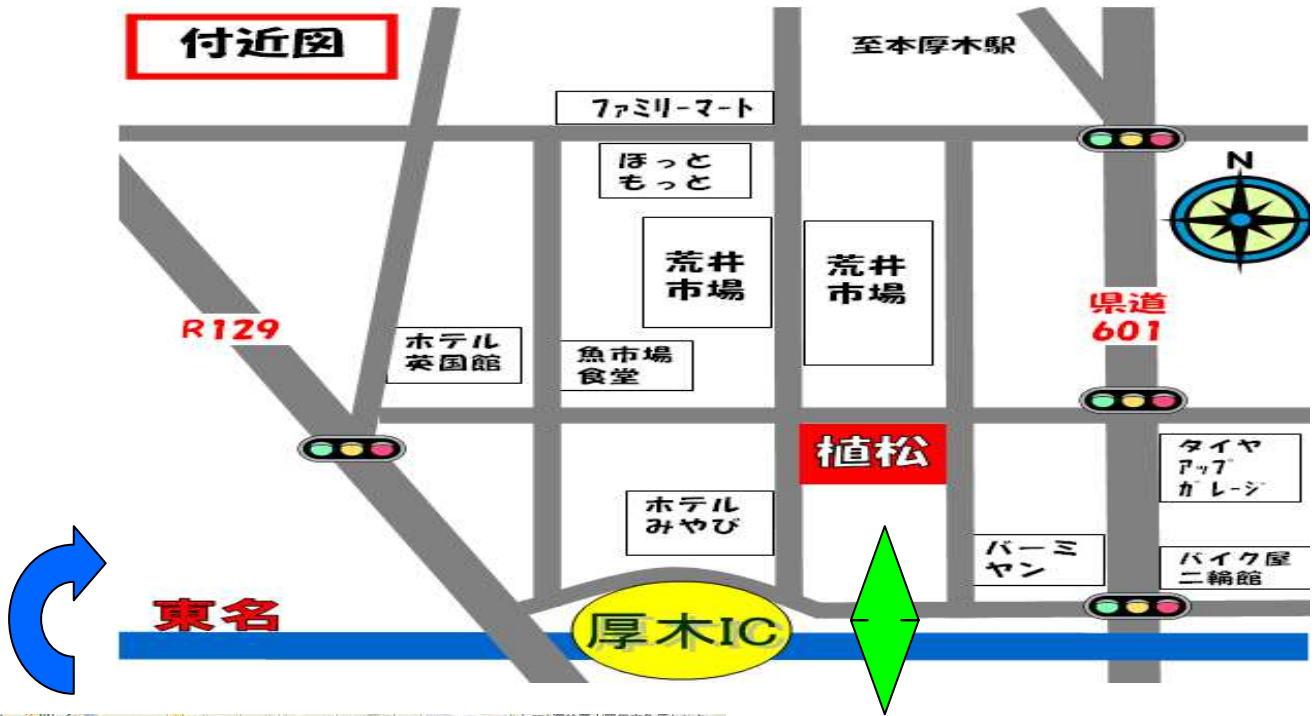 付近図
至本厚木駅
ファミリーマート
ほっと
もっと
N
荒井
市場
荒井
市場
R129
県道
601
ホテル
英国館
魚市場
食堂
植松
タイヤ
アップ
ガレージ
ホテル
みやび
バーミ
ヤン
バイク屋
二輪館
東名
厚木IC